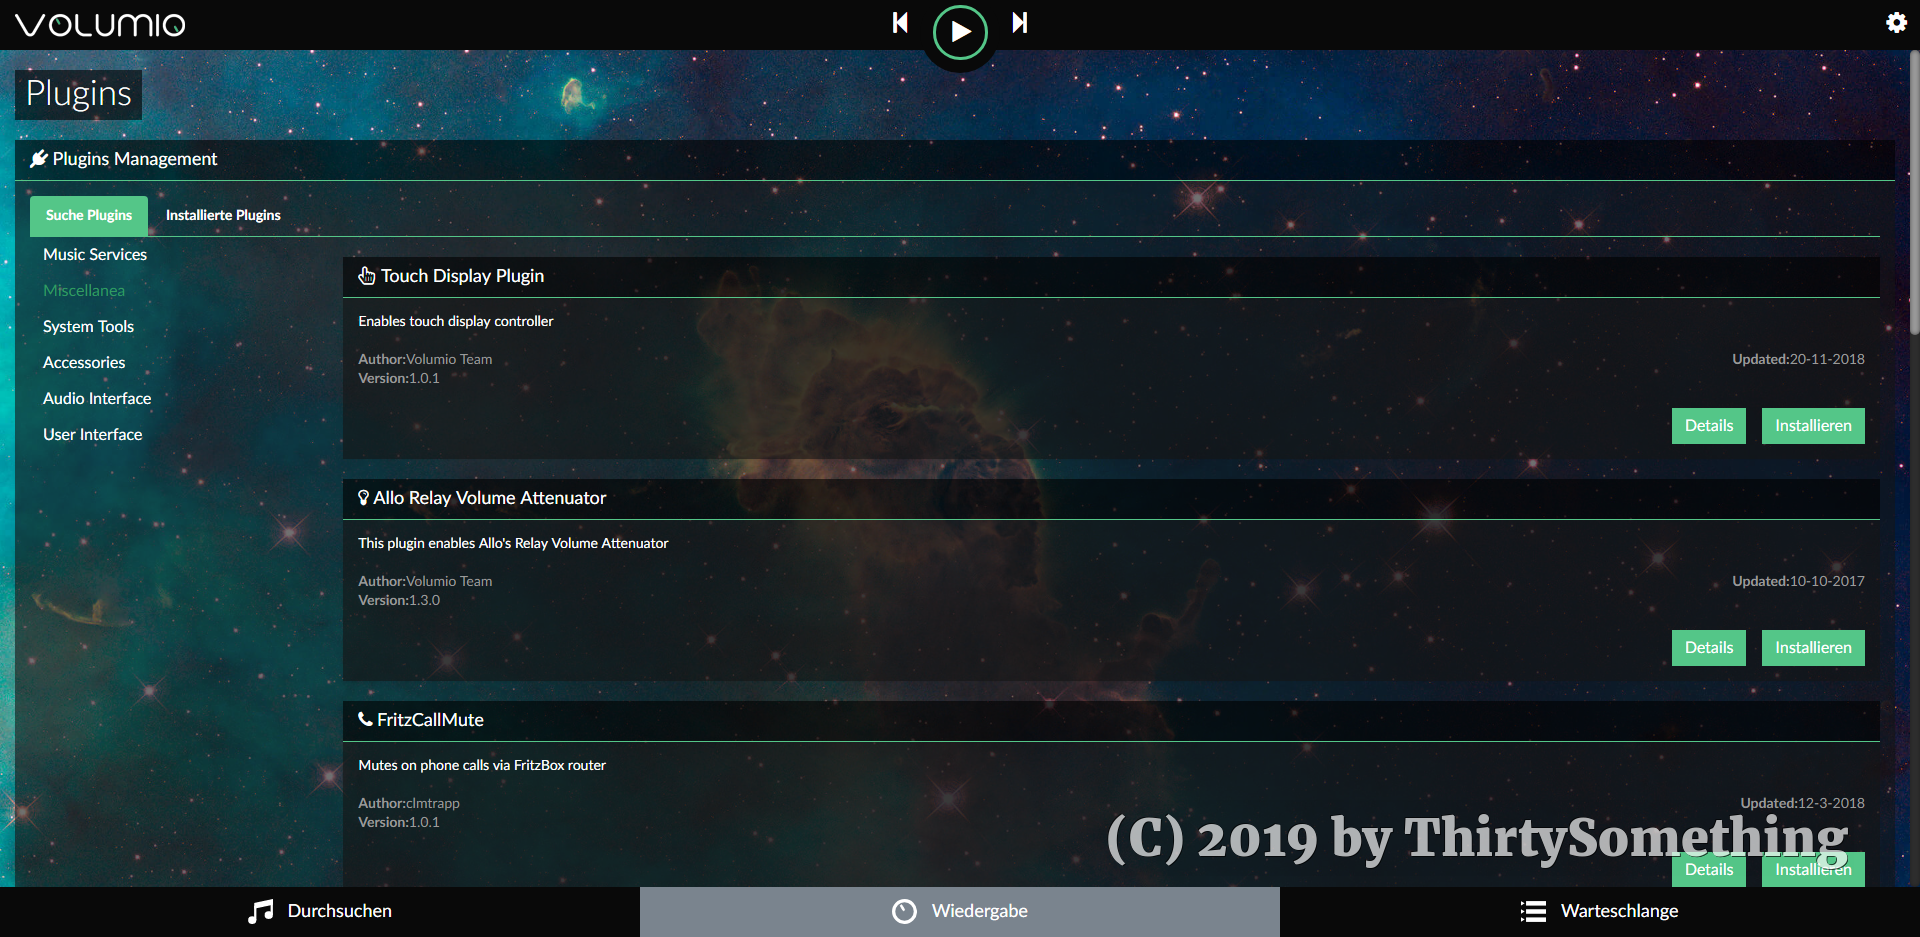 VOLUMIO
Plugins
Plugins Management
Suche Plugins
Installierte Plugins
Music Services
Miscellanea
System Tools
Accessories
Audio Interface
User Interface
Touch Display Plugin
Enables touch display controller
Author:Volumio Team
Updated:20-11-2018
Version:1.0.1
Details
Installieren
Allo Relay Volume Attenuator
This plugin enables Allo's Relay Volume Attenuator
Author:Volumio Team
Updated:10-10-2017
Version:1.3.0
Details
Installieren
FritzCallMute
Mutes on phone calls via FritzBox router
Author:clmtrapp
Updated:12-3-2018
Version:1.0.1
(C) 2019 by ThirtySomething
Details
Installieren
Durchsuchen
Wiedergabe
Warteschlange